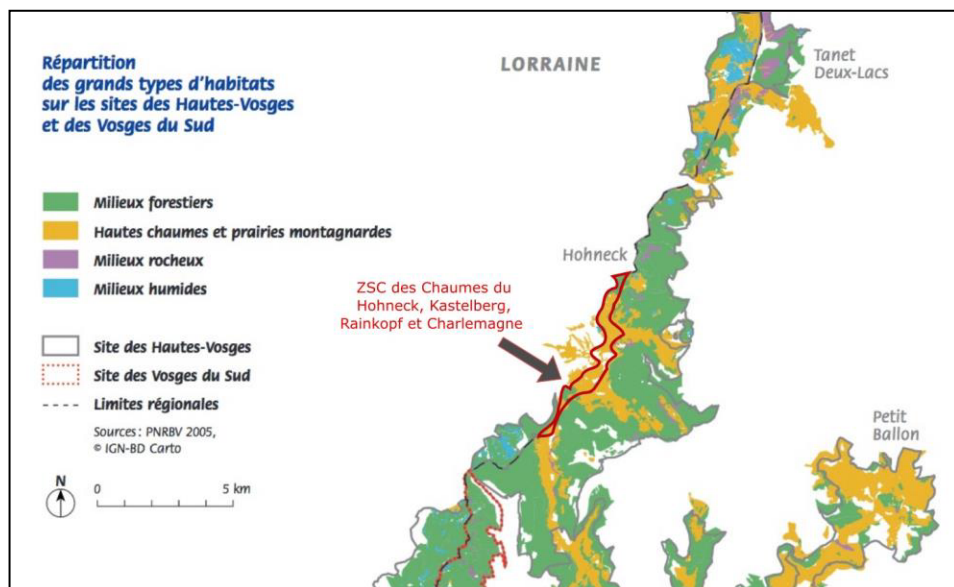 Répartition
des grands types d'habitats
sur les sites des Hautes-Vosges
et des Vosges du Sud
Milieux forestiers
Hautes chaumes et prairies montagnardes
Milieux rocheux
Milieux humides
Site des Hautes-Vosges
Site des Vosges du Sud
Limites régionales
Sources : PNRBV 2005,
© IGN-BD Carto
N
0 5 km
LORRAINE
Tanet
Deux-Lacs
Hohneck
ZSC des Chaumes du
Hohneck, Kastelberg,
Rainkopf et Charlemagne
Petit
Ballon